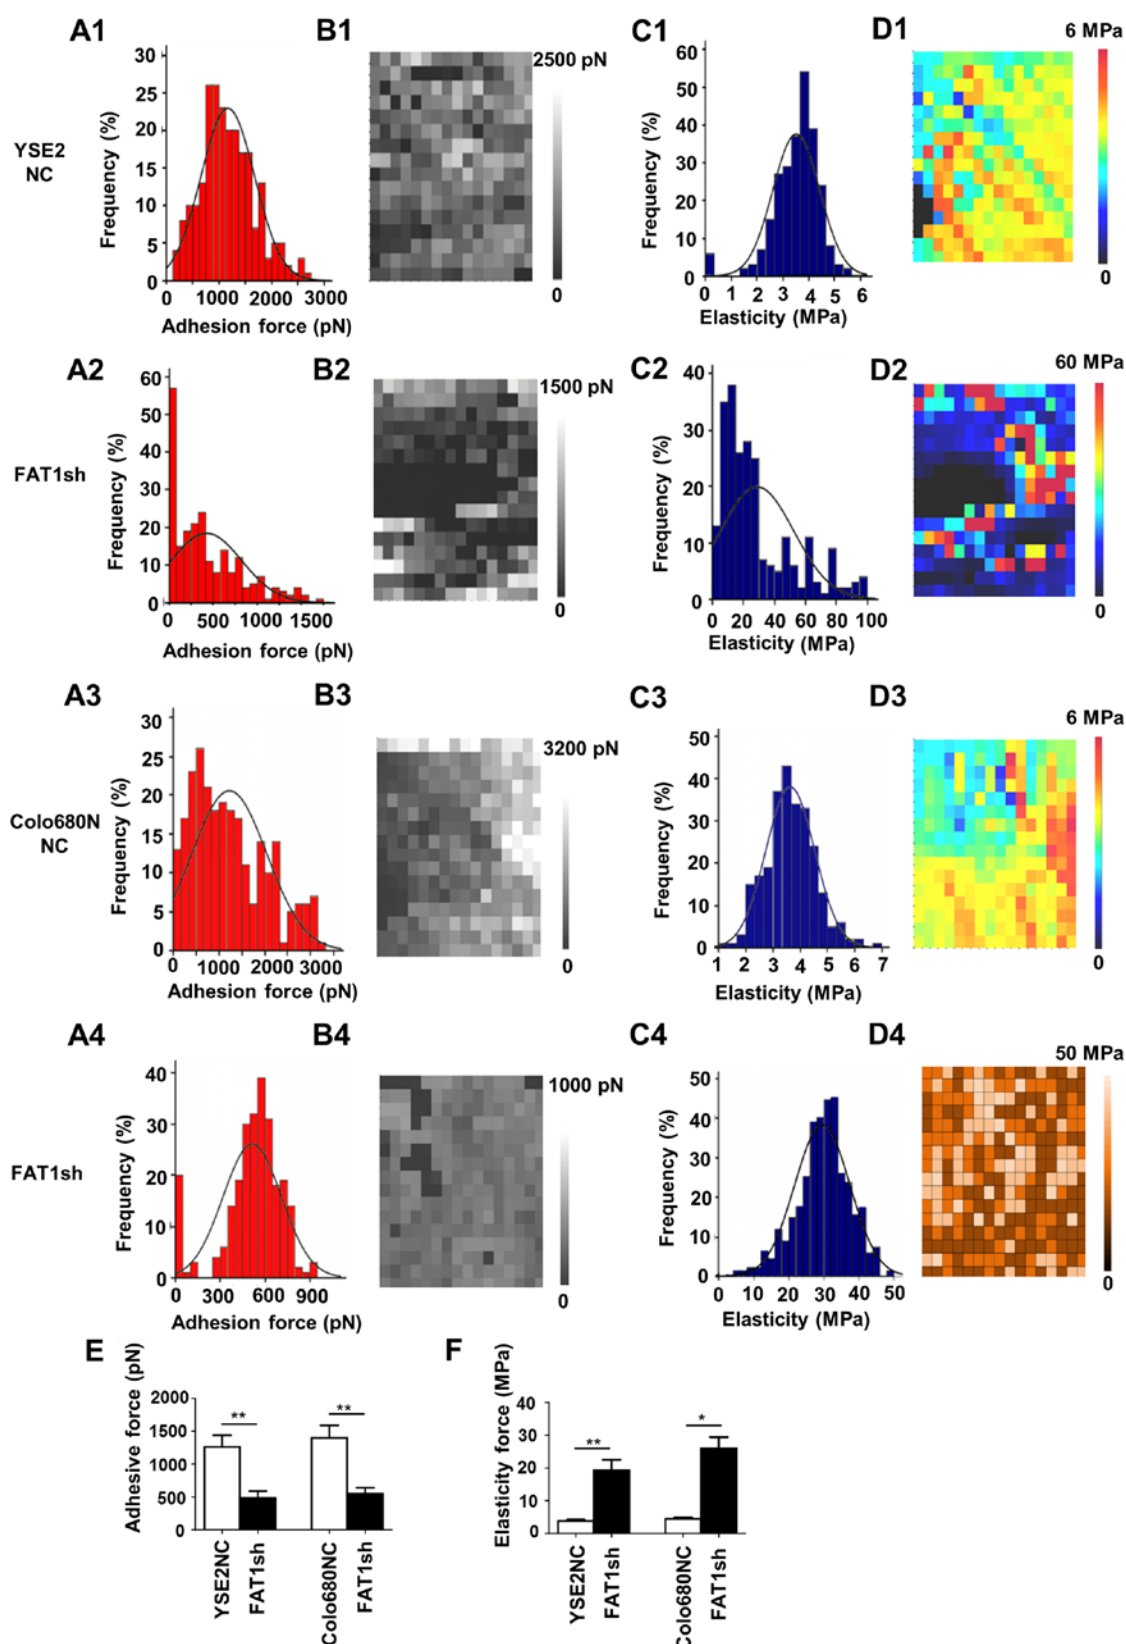 A1
B1
C1
D1
YSE2
NC
Frequency (%)
30
25
20
15
10
5
0
0 1000 2000 3000
Adhesion force (pN)
2500 pN
0
Frequency (%)
60
50
40
30
20
10
0
0 1 2 3 4 5 6
Elasticity (MPa)
6 MPa
0
A2
B2
C2
D2
FAT1sh
Frequency (%)
60
50
40
30
20
10
0
0 500 1000 1500
Adhesion force (pN)
1500 pN
0
Frequency (%)
40
30
20
10
0
0 20 40 60 80 100
Elasticity (MPa)
60 MPa
0
A3
B3
C3
D3
Colo680N
NC
Frequency (%)
30
25
20
15
10
5
0
0 1000 2000 3000
Adhesion force (pN)
3200 pN
0
Frequency (%)
50
40
30
20
10
0
1 2 3 4 5 6 7
Elasticity (MPa)
6 MPa
0
A4
B4
C4
D4
FAT1sh
Frequency (%)
40
30
20
10
0
0 300 600 900
Adhesion force (pN)
1000 pN
0
Frequency (%)
50
40
30
20
10
0
0 10 20 30 40 50
Elasticity (MPa)
50 MPa
0
E
Adhesive force (pN)
2000
1500
1000
500
0
**
**
YSE2NC
FAT1sh
Colo680NC
FAT1sh
F
Elasticity force (MPa)
40
30
20
10
0
**
*
YSE2NC
FAT1sh
Colo680NC
FAT1sh